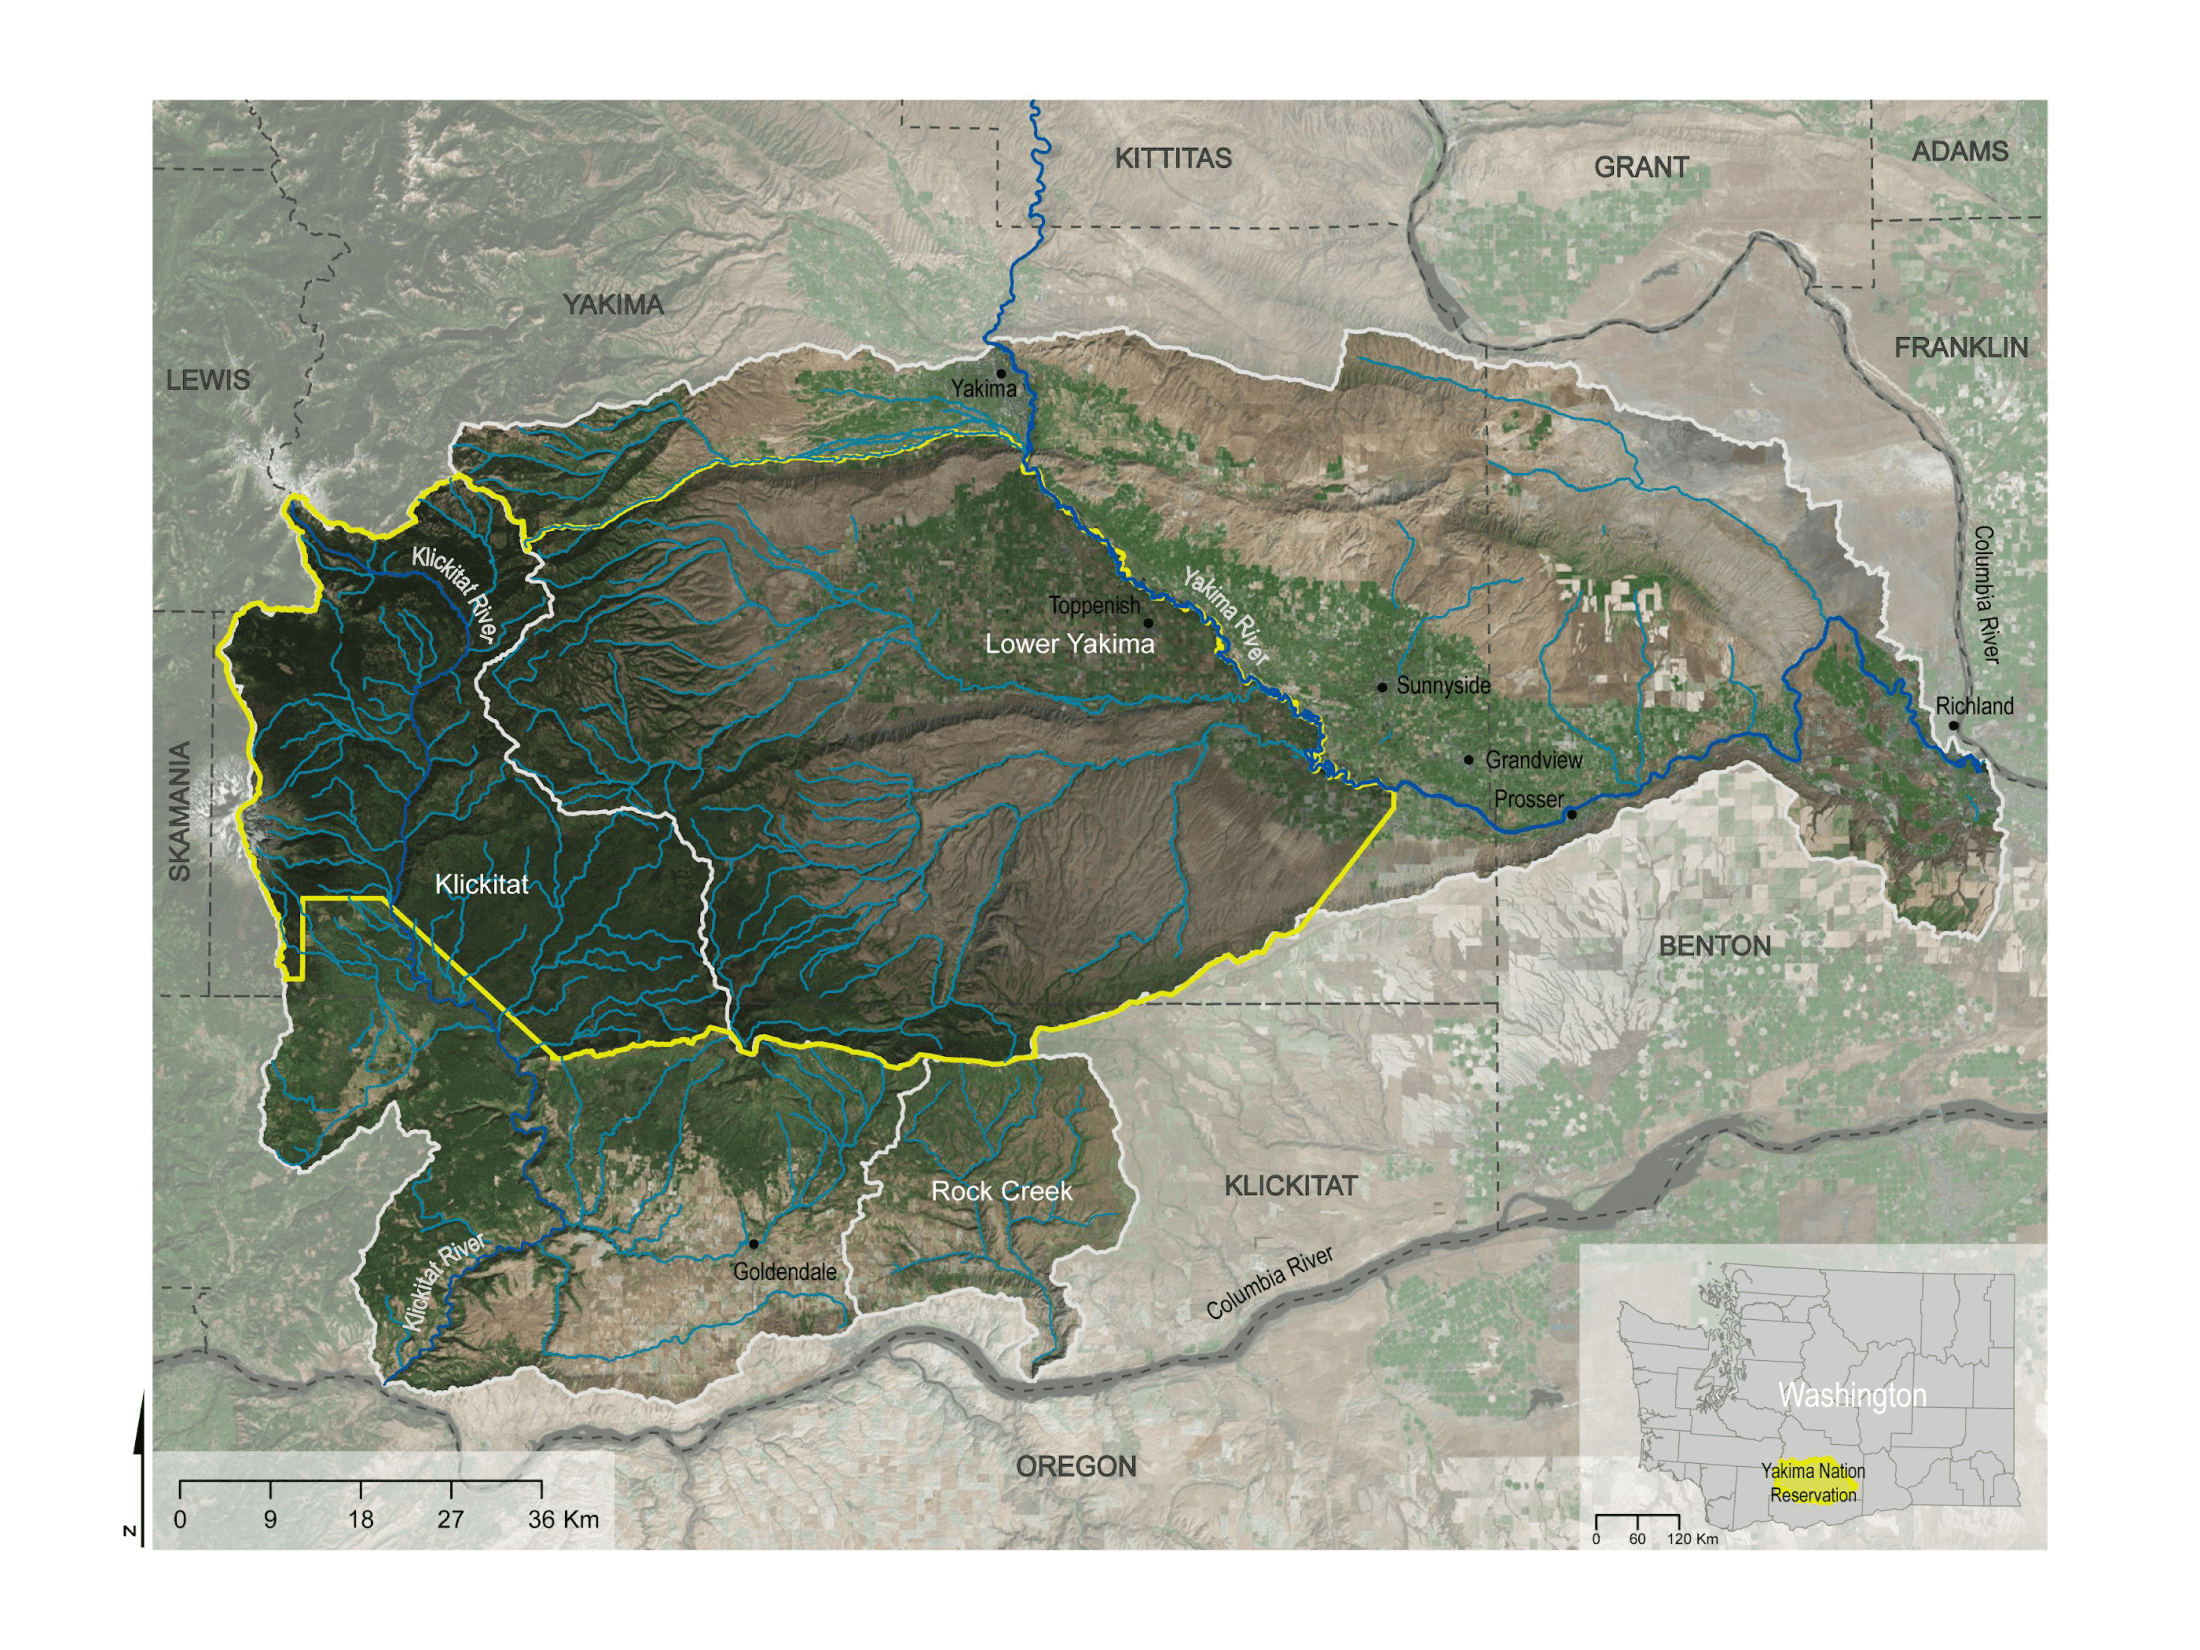 KITTITAS
GRANT
ADAMS
YAKIMA
LEWIS
FRANKLIN
Yakima
Klickitat River
Columbia River
Toppenish
Yakima River
Lower Yakima
Sunnyside
Richland
SKAMANIA
Grandview
Prosser
Klickitat
BENTON
Rock Creek
KLICKITAT
Klickitat River
Goldendale
Columbia River
OREGON
Washington
Yakima Nation
Reservation
0 9 18 27 36 Km
N
0 60 120 Km